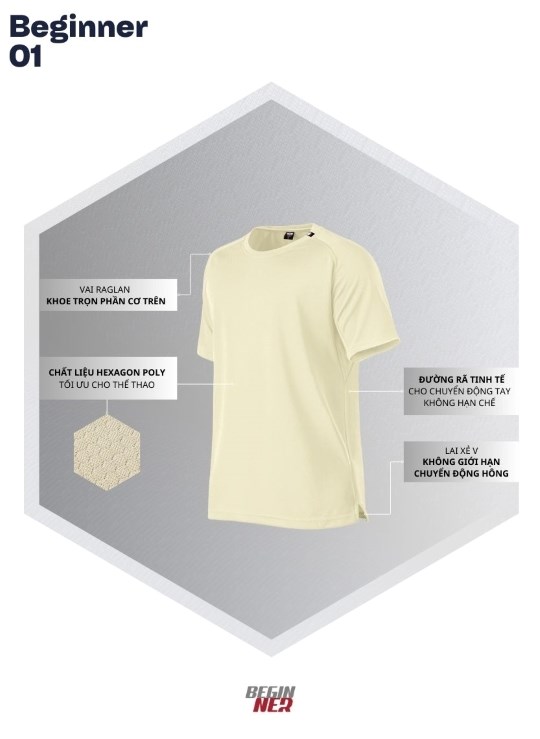 Beginner
01
VAI RAGLAN
KHOE TRỌN PHẦN CƠ TRÊN
CHẤT LIỆU HEXAGON POLY
TỐI ƯU CHO THỂ THAO
ĐƯỜNG RÃ TINH TẾ
CHO CHUYỂN ĐỘNG TAY
KHÔNG HẠN CHẾ
LAI XẺ V
KHÔNG GIỚI HẠN
CHUYỂN ĐỘNG HÔNG
BEGIN
NER